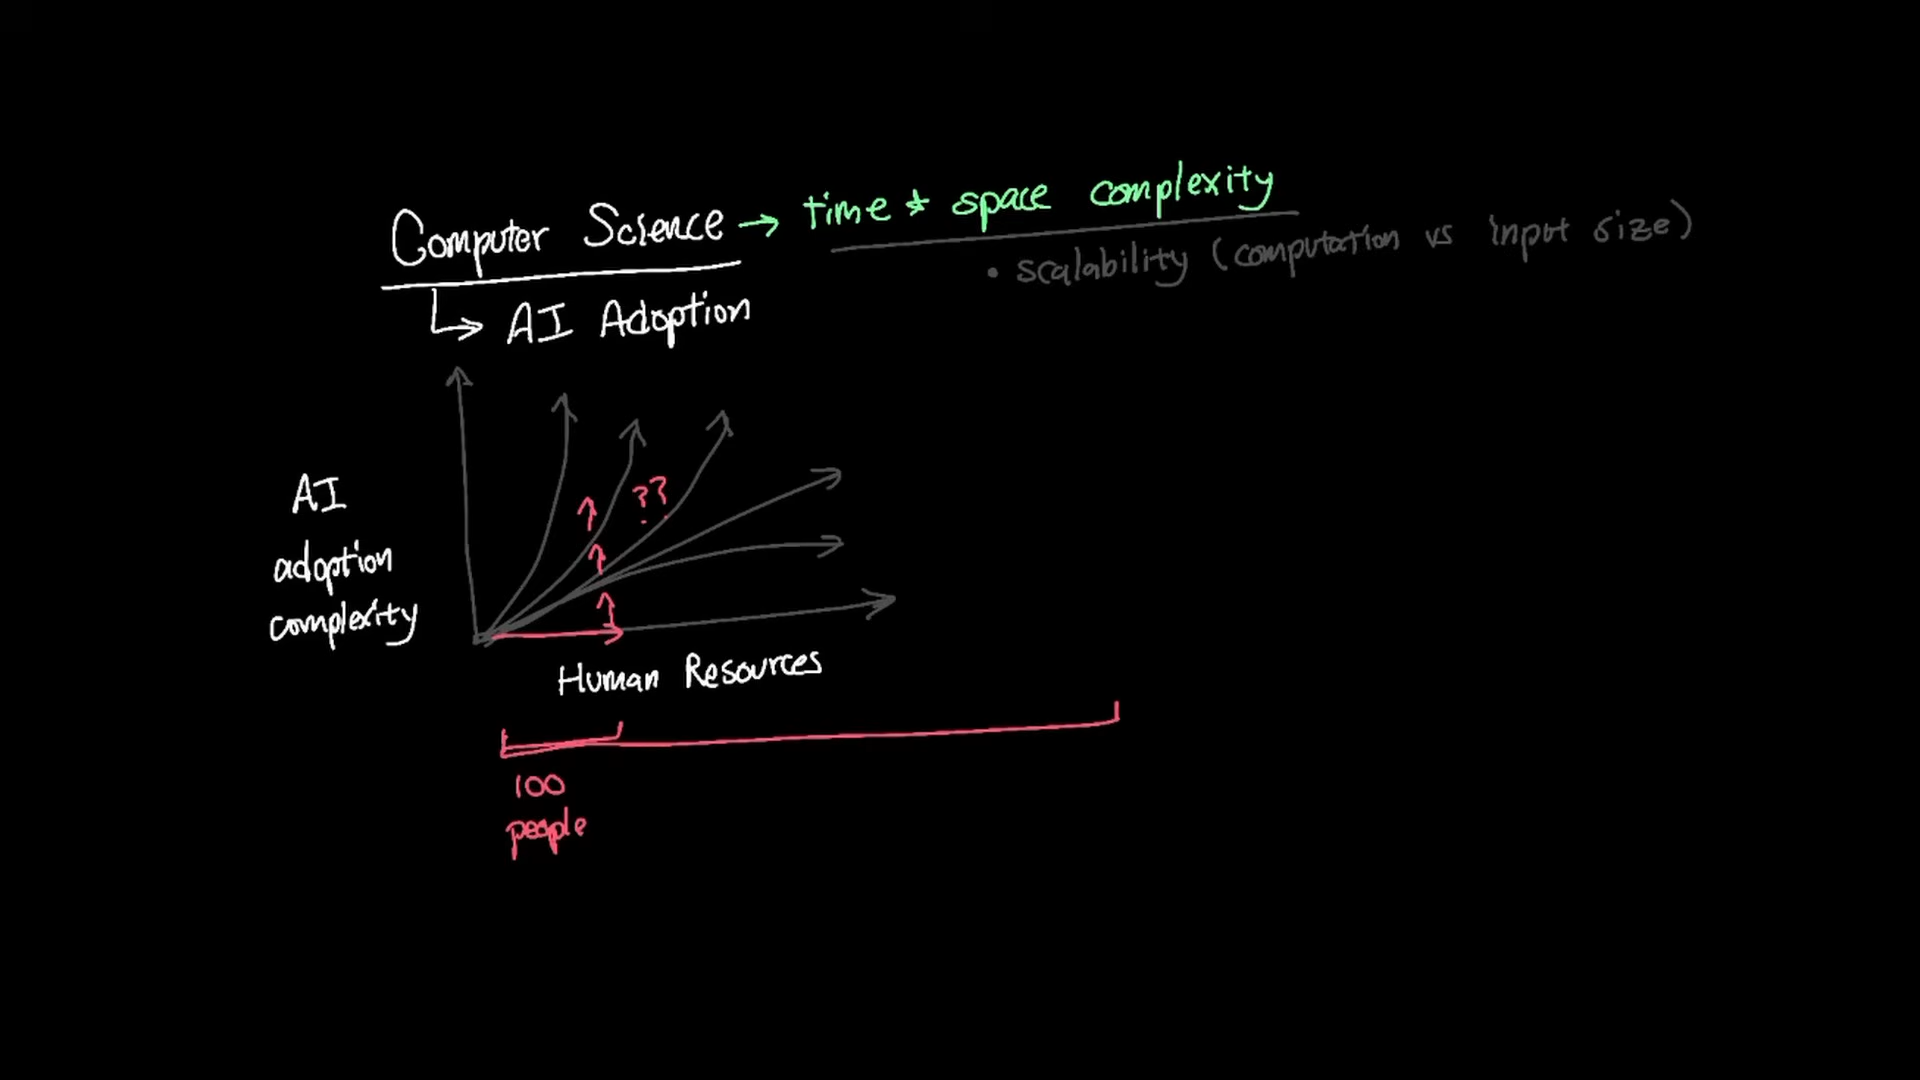 Computer Science → time & space complexity
• scalability (computation vs input size)
↳ AI Adoption
??
AI
adoption
complexity
Human Resources
100
people